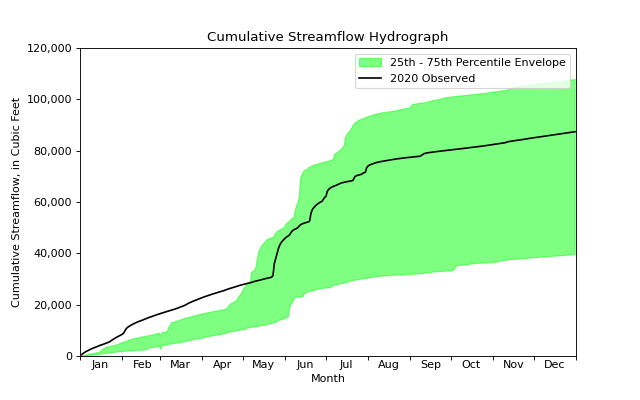 Cumulative Streamflow Hydrograph
120,000
100,000
80,000
60,000
40,000
20,000
0
Cumulative Streamflow, in Cubic Feet
25th - 75th Percentile Envelope
2020 Observed
Jan Feb Mar Apr May Jun Jul Aug Sep Oct Nov Dec
Month